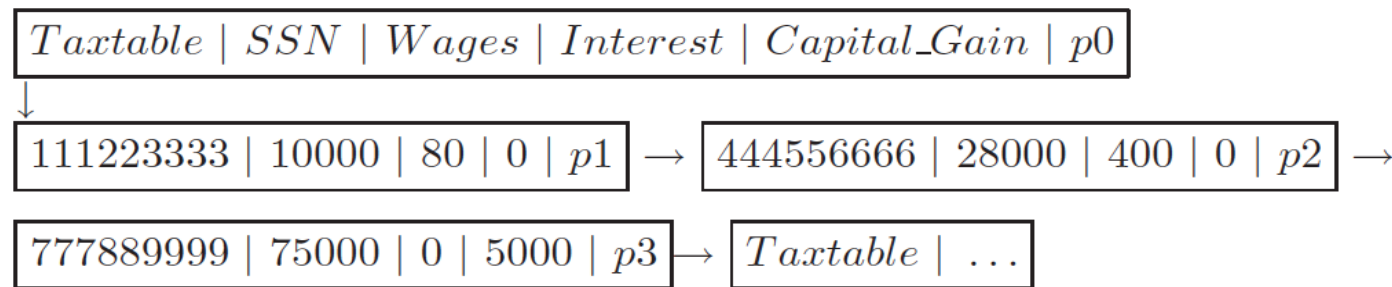 Taxtable | SSN | Wages | Interest | Capital_Gain | p0
↓
111223333 | 10000 | 80 | 0 | p1 → 444556666 | 28000 | 400 | 0 | p2 →
777889999 | 75000 | 0 | 5000 | p3 → Taxtable | ...